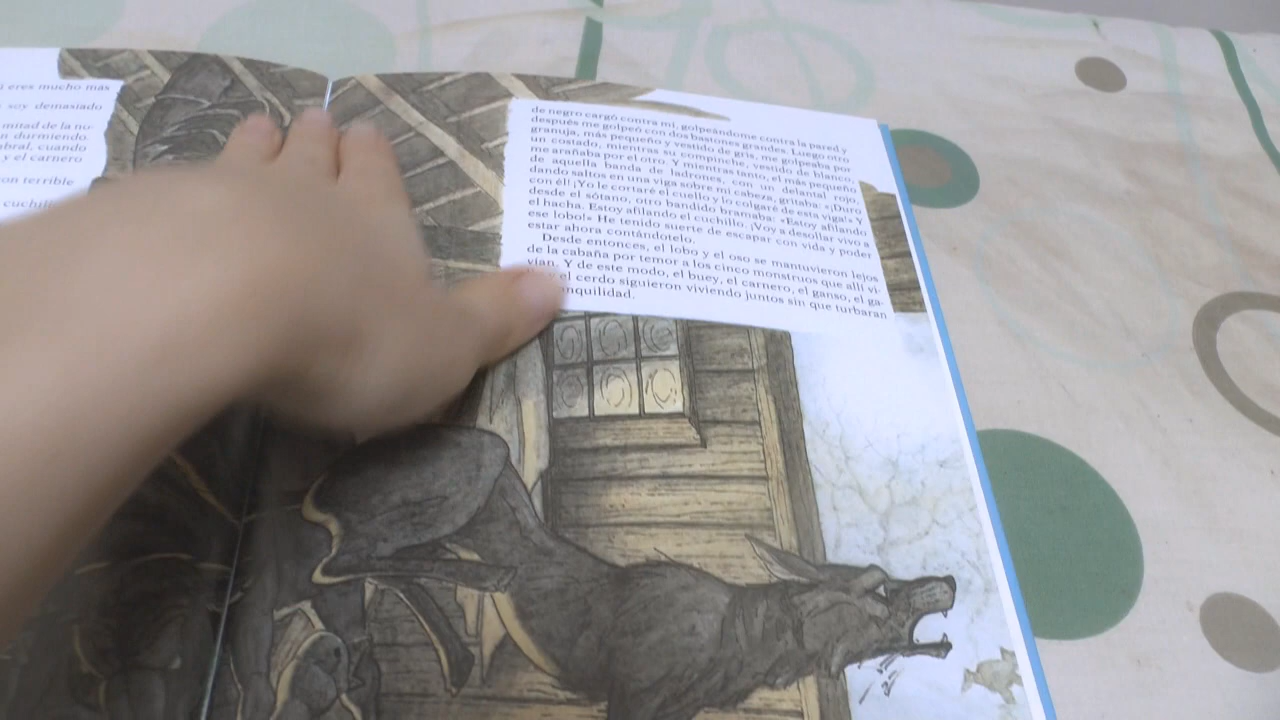 eres mucho más
soy demasiado
mitad de la no-
n durmiendo.
abral, cuando
y el carnero
on terrible
cuchill
de negro cargó contra mí, golpeándome contra la pared y
después me golpeó con dos bastones grandes. Luego otro
granuja, más pequeño y vestido de gris, me golpeaba por
un costado, mientras su compinche, vestido de blanco,
me arañaba por el otro. Y mientras tanto, el más pequeño
de aquella banda de ladrones, con un delantal rojo,
dando saltos en una viga sobre mi cabeza, gritaba: «¡Duro
con él! ¡Yo le cortaré el cuello y lo colgaré de esta viga!» Y
desde el sótano, otro bandido bramaba: «Estoy afilando
el hacha. Estoy afilando el cuchillo. ¡Voy a desollar vivo a
ese lobo!» He tenido suerte de escapar con vida y poder
estar ahora contándotelo.
Desde entonces, el lobo y el oso se mantuvieron lejos
de la cabaña por temor a los cinco monstruos que allí vi-
vían. Y de este modo, el buey, el carnero, el ganso, el ga-
el cerdo siguieron viviendo juntos sin que turbaran
nquilidad.